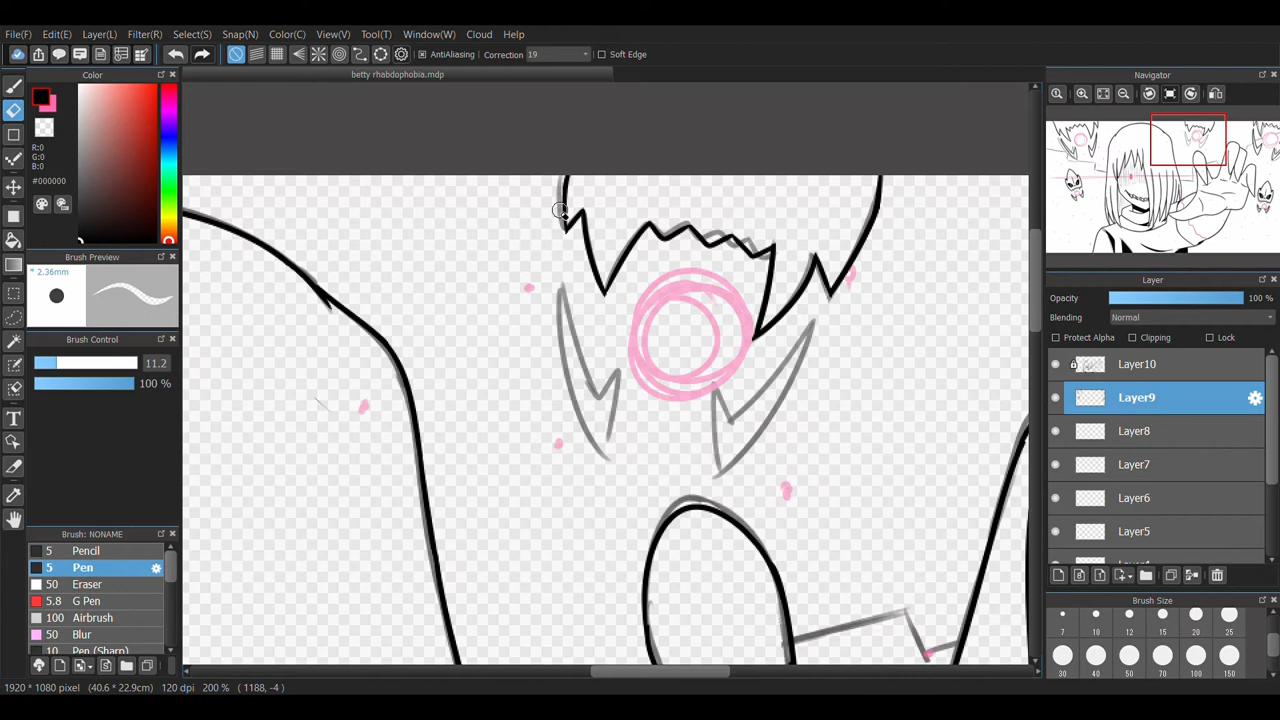 File(F) Edit(E) Layer(L) Filter(R) Select(S) Snap(N) Color(C) View(V) Tool(T) Window(W) Cloud Help
AntiAliasing Correction 19 Soft Edge
Color
betty rhabdophobia.mdp
Navigator
R:0
G:0
B:0
#000000
Brush Preview
* 2.36mm
Brush Control
11.2
100 %
Layer
Opacity 100 %
Blending Normal
Protect Alpha Clipping Lock
Layer10
Layer9
Layer8
Layer7
Layer6
Layer5
Brush: NONAME
5 Pencil
5 Pen
50 Eraser
5.8 G Pen
100 Airbrush
50 Blur
10 Pen (Sharp)
Brush Size
7 10 12 15 20 25
30 40 50 70 100 150
1920 * 1080 pixel (40.6 * 22.9cm) 120 dpi 200 % ( 1188, -4 )